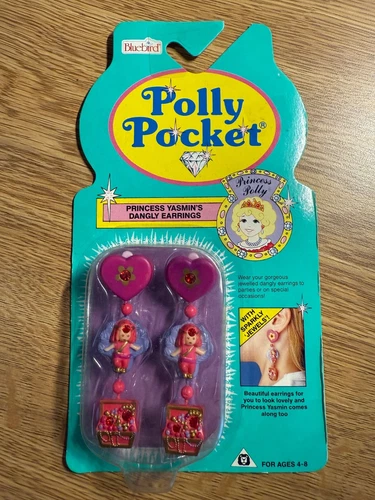 Bluebird
Polly
Pocket®
PRINCESS YASMIN'S
DANGLY EARRINGS
Princess
Polly
Wear your gorgeous
jewelled dangly earrings to
parties or on special
occasions!
WITH
SPARKLY
JEWELS!
Beautiful earrings for
you to look lovely and
Princess Yasmin comes
along too
FOR AGES 4-8